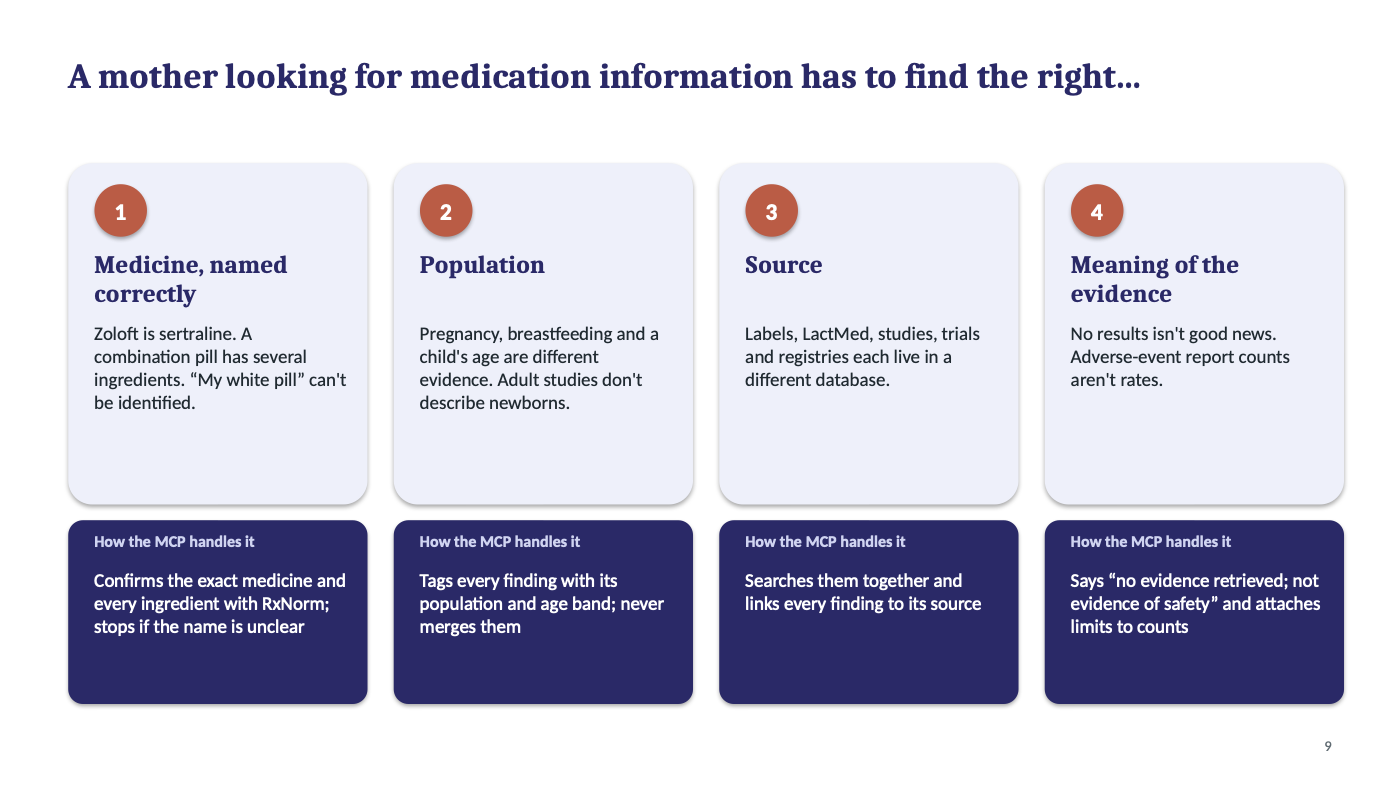 A mother looking for medication information has to find the right...
1
Medicine, named
correctly
Zoloft is sertraline. A
combination pill has several
ingredients. “My white pill” can't
be identified.
2
Population
Pregnancy, breastfeeding and a
child's age are different
evidence. Adult studies don't
describe newborns.
3
Source
Labels, LactMed, studies, trials
and registries each live in a
different database.
4
Meaning of the
evidence
No results isn't good news.
Adverse-event report counts
aren't rates.
How the MCP handles it
Confirms the exact medicine and
every ingredient with RxNorm;
stops if the name is unclear
How the MCP handles it
Tags every finding with its
population and age band; never
merges them
How the MCP handles it
Searches them together and
links every finding to its source
How the MCP handles it
Says “no evidence retrieved; not
evidence of safety” and attaches
limits to counts
9